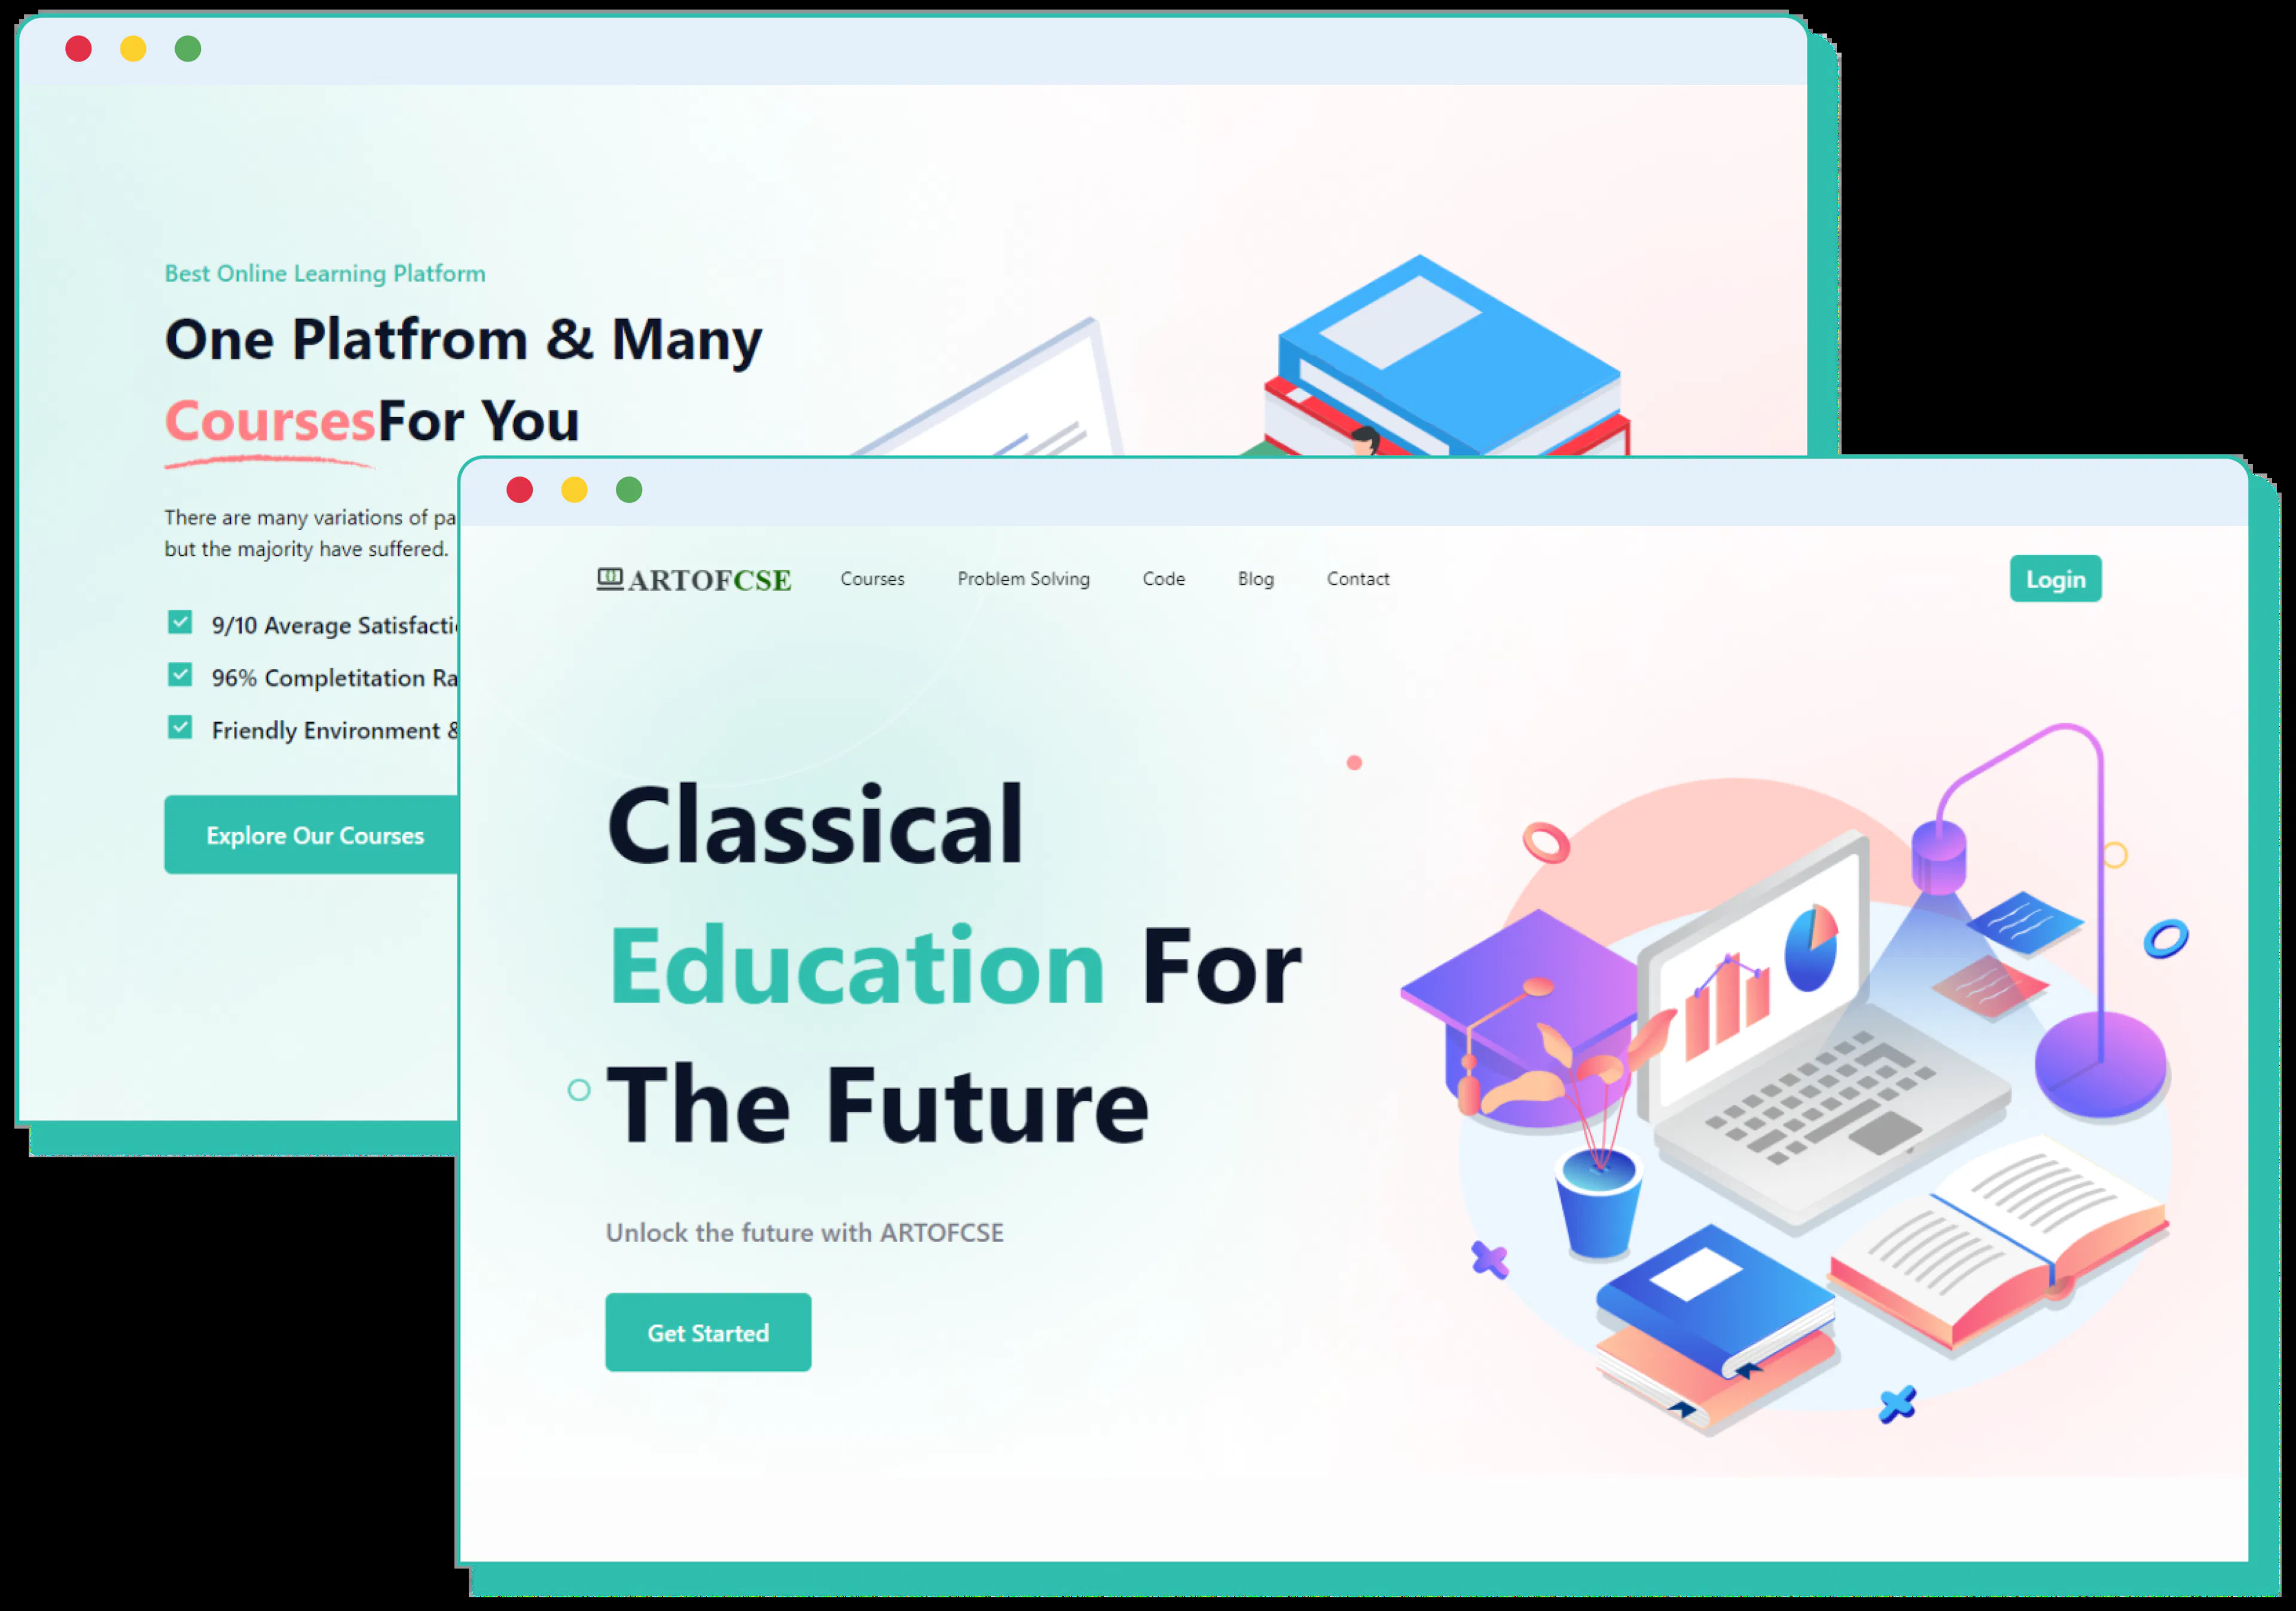 Best Online Learning Platform
One Platfrom & Many
CoursesFor You
There are many variations of pa
but the majority have suffered.
9/10 Average Satisfacti
96% Completitation Ra
Friendly Environment &
Explore Our Courses
ARTOFCSE Courses Problem Solving Code Blog Contact Login
Classical
Education For
The Future
Unlock the future with ARTOFCSE
Get Started